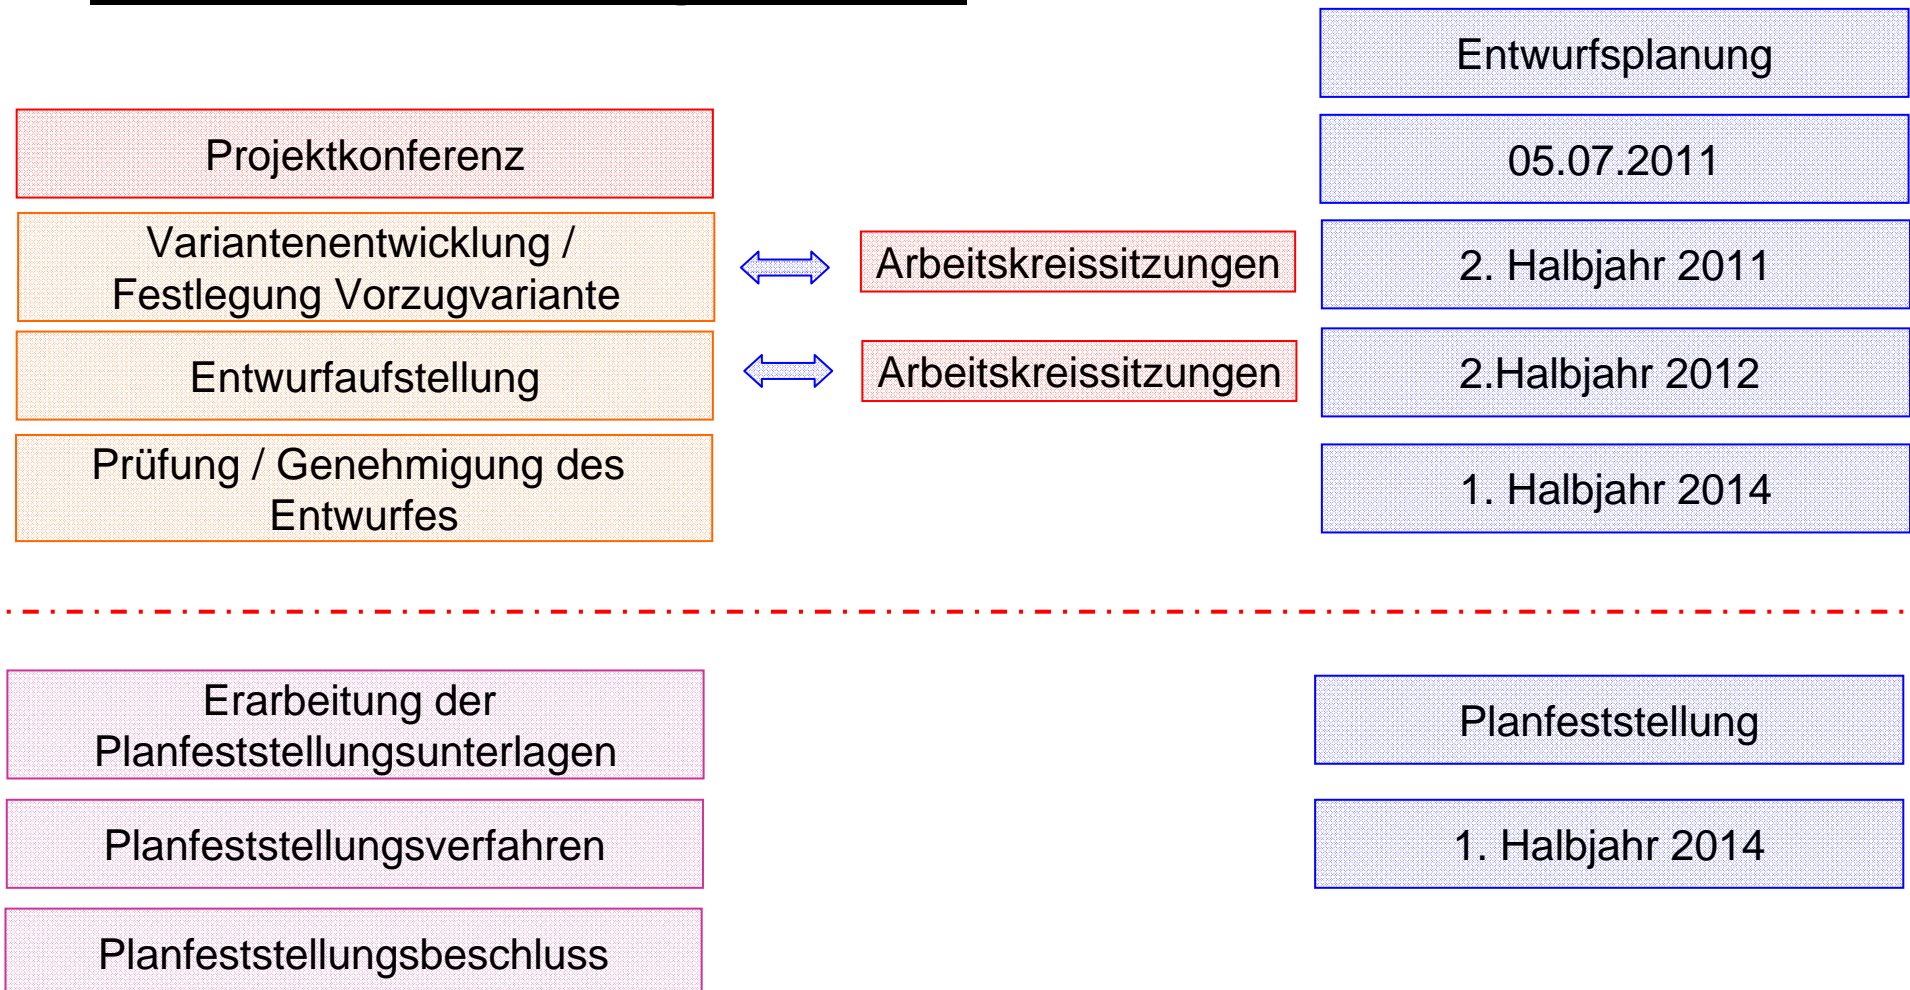 Entwurfsplanung
Projektkonferenz
05.07.2011
Variantenentwicklung /
Festlegung Vorzugvariante
Arbeitskreissitzungen
2. Halbjahr 2011
Entwurfaufstellung
Arbeitskreissitzungen
2.Halbjahr 2012
Prüfung / Genehmigung des
Entwurfes
1. Halbjahr 2014
Erarbeitung der
Planfeststellungsunterlagen
Planfeststellung
Planfeststellungsverfahren
1. Halbjahr 2014
Planfeststellungsbeschluss